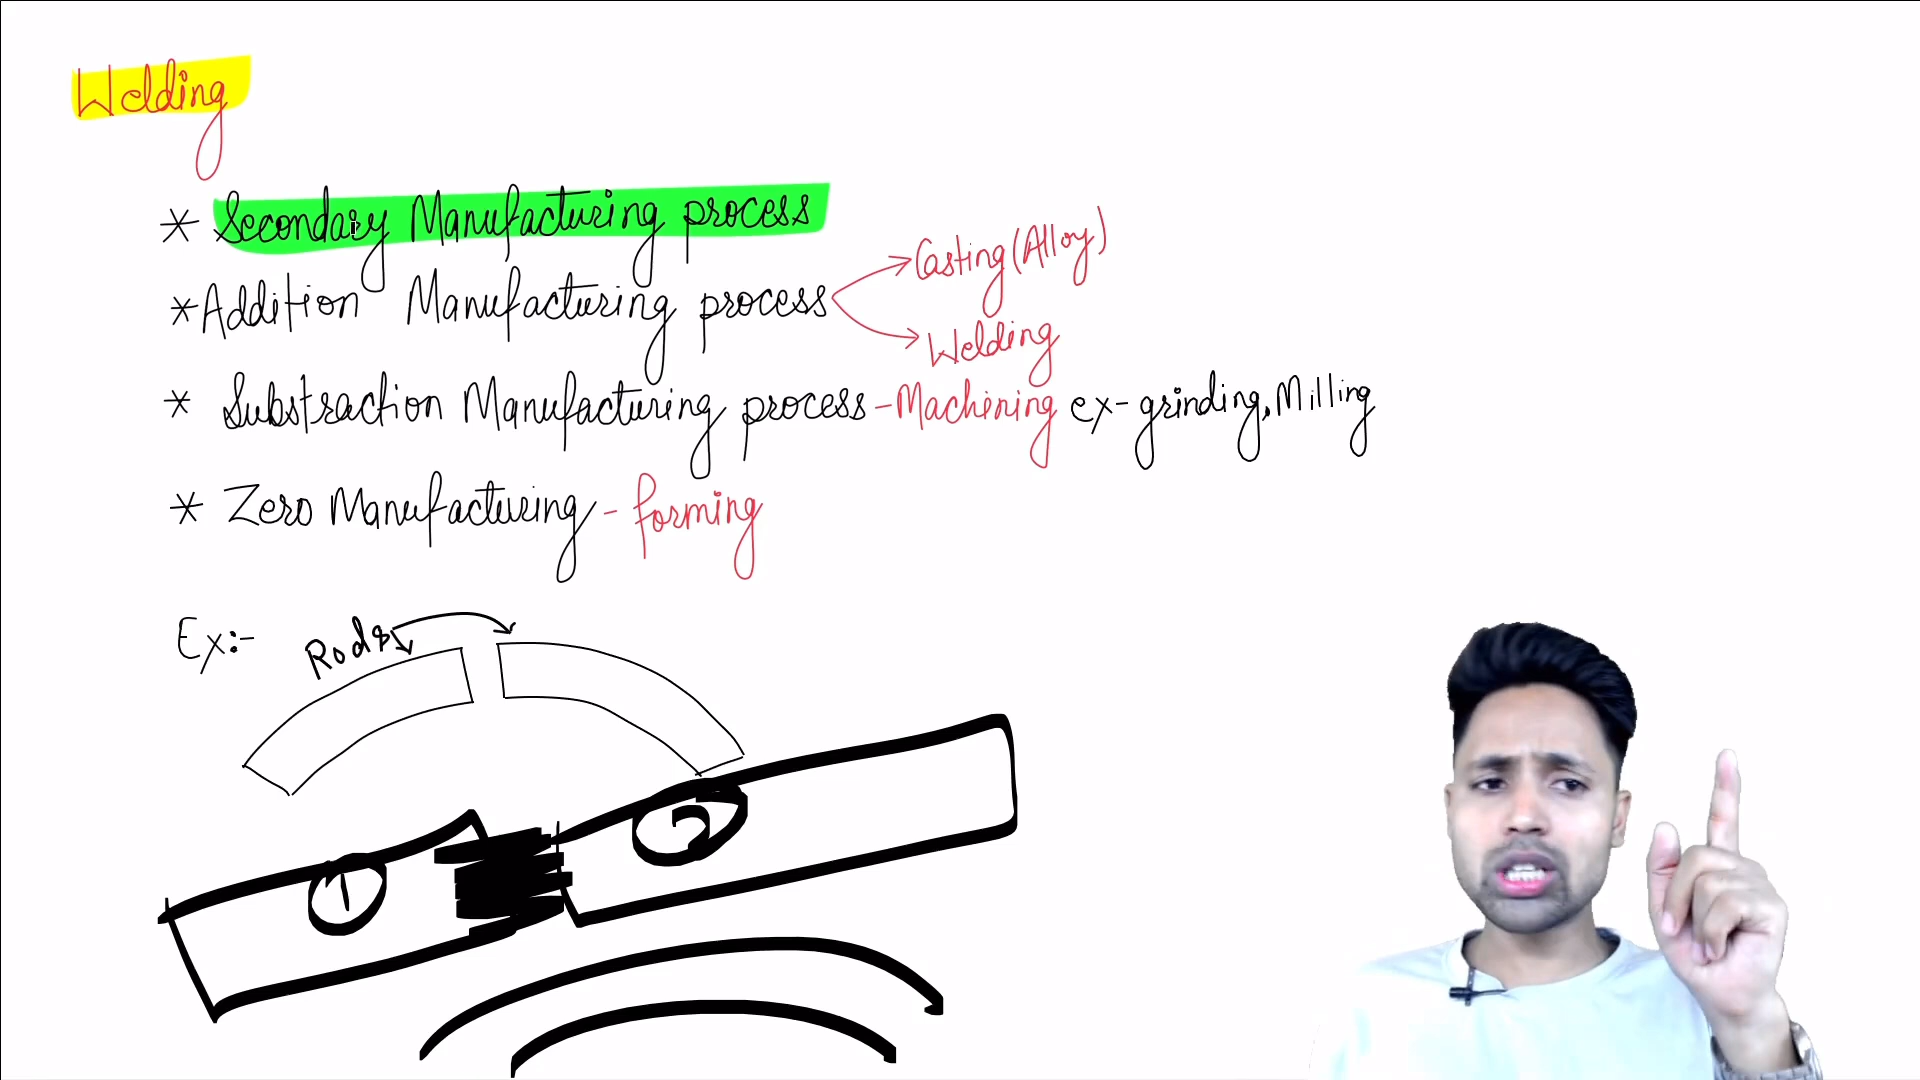 Welding
* Secondary Manufacturing process
Casting (Alloy)
* Addition Manufacturing process
Welding
* Substraction Manufacturing process - Machining ex - grinding, Milling
* Zero Manufacturing - forming
Ex:- Rods
1 2